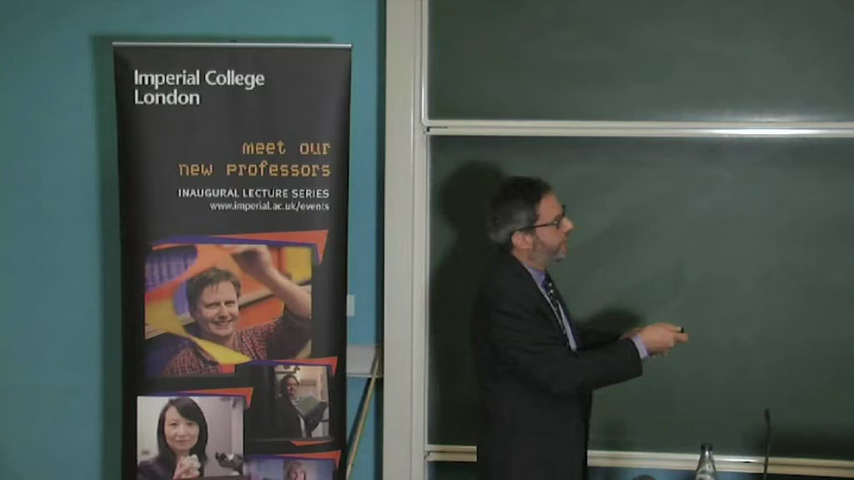 Imperial College
London
meet our
new professors
INAUGURAL LECTURE SERIES
www.imperial.ac.uk/events